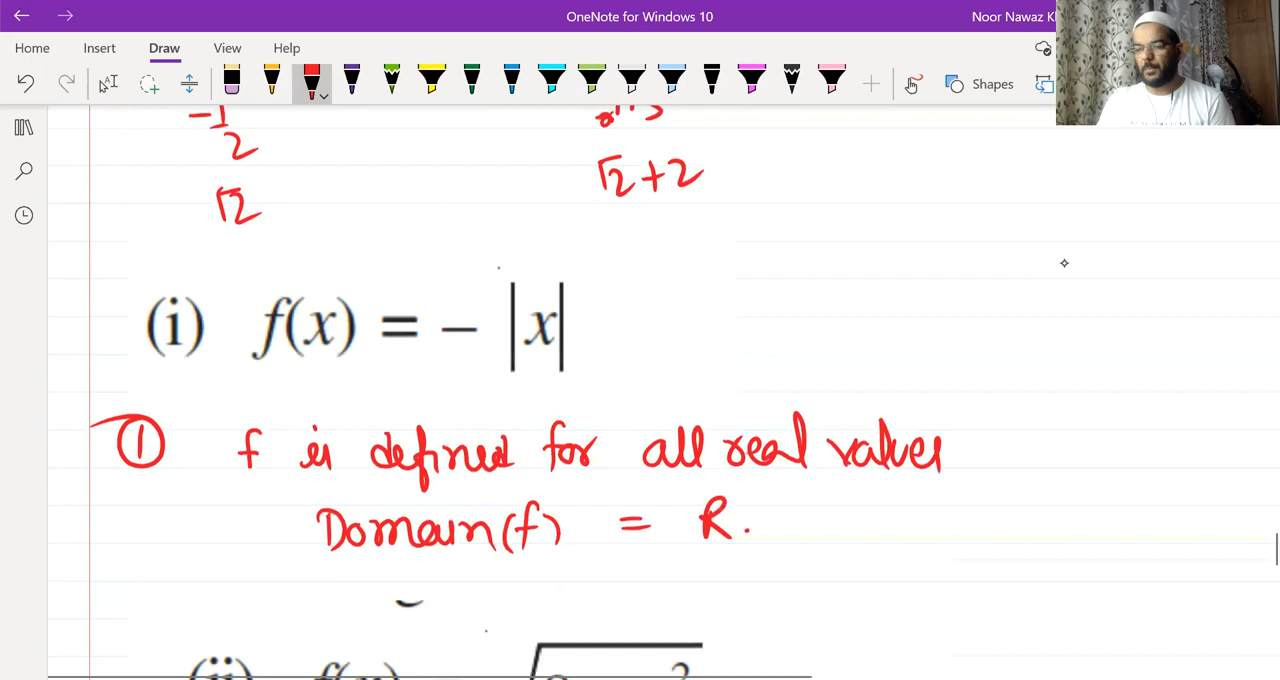 OneNote for Windows 10
Noor Nawaz K
Home Insert Draw View Help
Shapes
-1
2
√2
√2+2
(i) f(x) = – |x|
① f is defined for all real values
Domain(f) = R.
(ii) f(x)